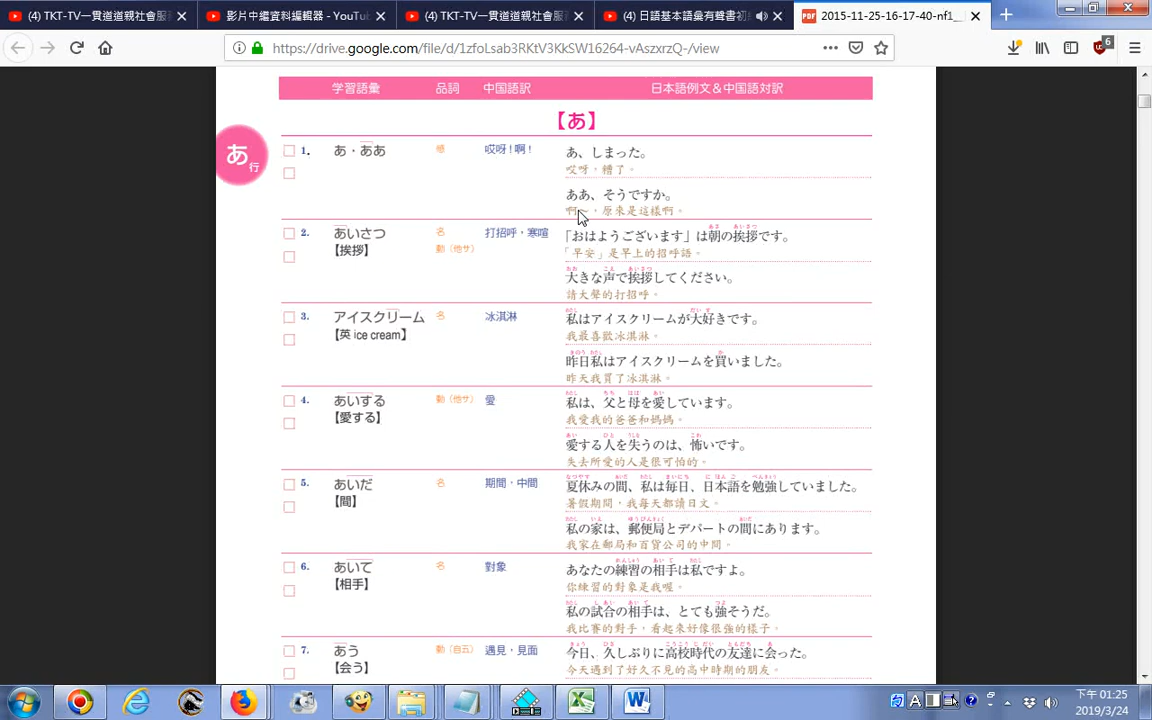 (4) TKT-TV一貫道道親社會服
影片中繼資料編輯器 - YouTub
(4) TKT-TV一貫道道親社會服
(4) 日語基本語彙有聲書初
2015-11-25-16-17-40-nf1_
https://drive.google.com/file/d/1zfoLsab3RKtV3KkSW16264-vAszxrzQ-/view
6
学習語彙 品詞 中国語訳 日本語例文＆中国語対訳
【あ】
あ行
1. あ・ああ 感 哎呀！啊！ あ、しまった。
哎呀，糟了。
ああ、そうですか。
啊～，原來是這樣啊。
2. あいさつ 名 打招呼，寒暄 「おはようございます」は朝の挨拶です。
【挨拶】 動（他サ） 「早安」是早上的招呼語。
大きな声で挨拶してください。
請大聲的打招呼。
3. アイスクリーム 名 冰淇淋 私はアイスクリームが大好きです。
【英 ice cream】 我最喜歡冰淇淋。
昨日私はアイスクリームを買いました。
昨天我買了冰淇淋。
4. あいする 動（他サ） 愛 私は、父と母を愛しています。
【愛する】 我愛我的爸爸和媽媽。
愛する人を失うのは、怖いです。
失去所愛的人是很可怕的。
5. あいだ 名 期間，中間 夏休みの間、私は毎日、日本語を勉強していました。
【間】 暑假期間，我每天都讀日文。
私の家は、郵便局とデパートの間にあります。
我家在郵局和百貨公司的中間。
6. あいて 名 對象 あなたの練習の相手は私ですよ。
【相手】 你練習的對象是我喔。
私の試合の相手は、とても強そうだ。
我比賽的對手，看起來好像很強的樣子。
7. あう 動（自五） 遇見，見面 今日、久しぶりに高校時代の友達に会った。
【会う】 今天遇到了好久不見的高中時期的朋友。
下午 01:25
2019/3/24